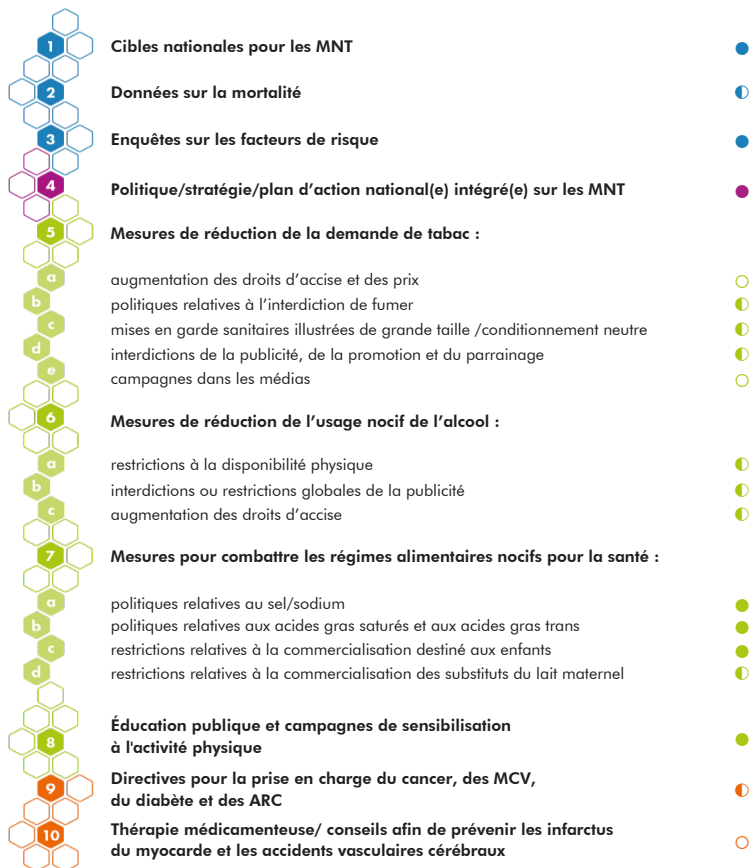 1 Cibles nationales pour les MNT
2 Données sur la mortalité
3 Enquêtes sur les facteurs de risque
4 Politique/stratégie/plan d'action national(e) intégré(e) sur les MNT
5 Mesures de réduction de la demande de tabac :
a augmentation des droits d'accise et des prix
b politiques relatives à l'interdiction de fumer
c mises en garde sanitaires illustrées de grande taille /conditionnement neutre
d interdictions de la publicité, de la promotion et du parrainage
e campagnes dans les médias
6 Mesures de réduction de l'usage nocif de l'alcool :
a restrictions à la disponibilité physique
b interdictions ou restrictions globales de la publicité
c augmentation des droits d'accise
7 Mesures pour combattre les régimes alimentaires nocifs pour la santé :
a politiques relatives au sel/sodium
b politiques relatives aux acides gras saturés et aux acides gras trans
c restrictions relatives à la commercialisation destiné aux enfants
d restrictions relatives à la commercialisation des substituts du lait maternel
8 Éducation publique et campagnes de sensibilisation
à l'activité physique
9 Directives pour la prise en charge du cancer, des MCV,
du diabète et des ARC
10 Thérapie médicamenteuse/ conseils afin de prévenir les infarctus
du myocarde et les accidents vasculaires cérébraux